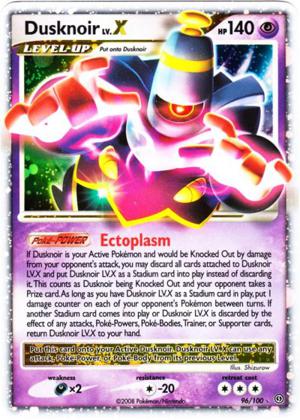 Dusknoir LV.X HP 140
LEVEL-UP Put onto Dusknoir
Poké-POWER Ectoplasm
If Dusknoir is your Active Pokémon and would be Knocked Out by damage
from your opponent's attack, you may discard all cards attached to Dusknoir
LV.X and put Dusknoir LV.X as a Stadium card into play instead of discarding
it. This counts as Dusknoir being Knocked Out and your opponent takes a
Prize card. As long as you have Dusknoir LV.X as a Stadium card in play, put 1
damage counter on each of your opponent's Pokémon between turns. If
another Stadium card comes into play or Dusknoir LV.X is discarded by the
effect of any attacks, Poké-Powers, Poké-Bodies, Trainer, or Supporter cards,
return Dusknoir LV.X to your hand.
Put this card onto your Active Dusknoir. Dusknoir LV.X can use any
attack, Poké-Power, or Poké-Body from its previous Level.
Illus. Shizurow
weakness resistance retreat cost
×2 -20
©2008 Pokémon/Nintendo 96/100